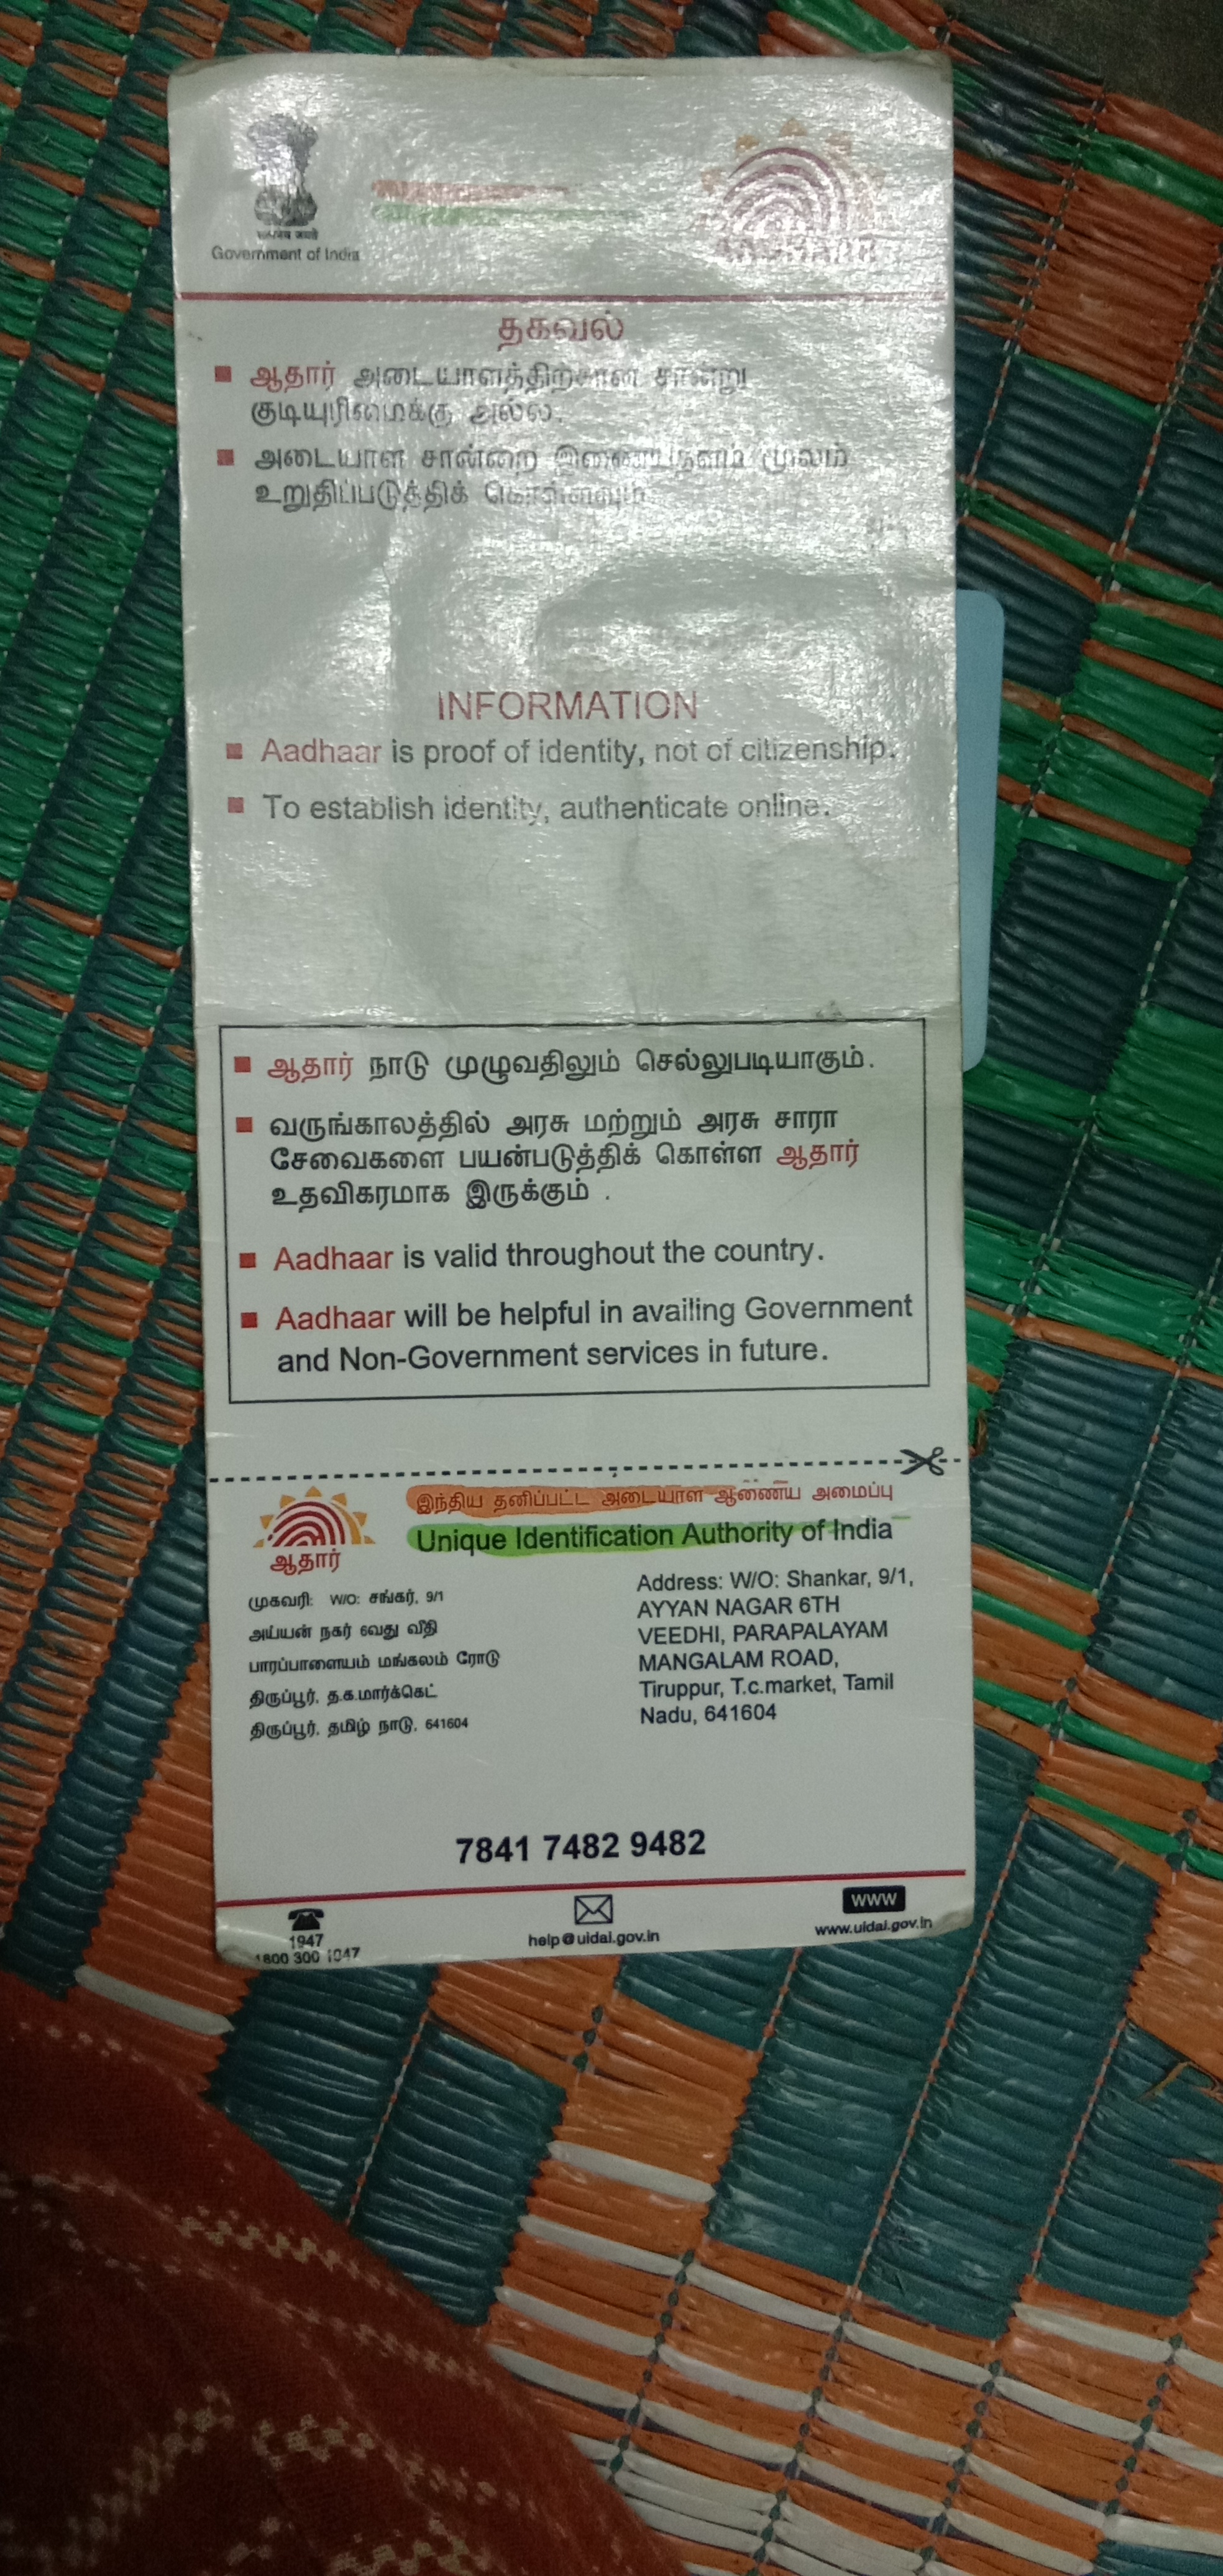 Government of India
தகவல்
ஆதார் அடையாளத்திற்கான சான்று
குடியுரிமைக்கு அல்ல.
அடையாள சான்றை இணையதளம் மூலம்
உறுதிப்படுத்திக்
INFORMATION
Aadhaar is proof of identity, not of citizenship.
To establish identity, authenticate online.
ஆதார் நாடு முழுவதிலும் செல்லுபடியாகும்.
வருங்காலத்தில் அரசு மற்றும் அரசு சாரா
சேவைகளை பயன்படுத்திக் கொள்ள ஆதார்
உதவிகரமாக இருக்கும் .
Aadhaar is valid throughout the country.
Aadhaar will be helpful in availing Government
and Non-Government services in future.
இந்திய தனிப்பட்ட அடையாள ஆணைய அமைப்பு
Unique Identification Authority of India
ஆதார்
முகவரி: W/O: சங்கர், 9/1
அய்யன் நகர் 6வது வீதி
பாரப்பாளையம் மங்கலம் ரோடு
திருப்பூர், த.க.மார்க்கெட்
திருப்பூர், தமிழ் நாடு, 641604
Address: W/O: Shankar, 9/1,
AYYAN NAGAR 6TH
VEEDHI, PARAPALAYAM
MANGALAM ROAD,
Tiruppur, T.c.market, Tamil
Nadu, 641604
7841 7482 9482
1947
1800 300 1947
help@uidai.gov.in
www
www.uidai.gov.in